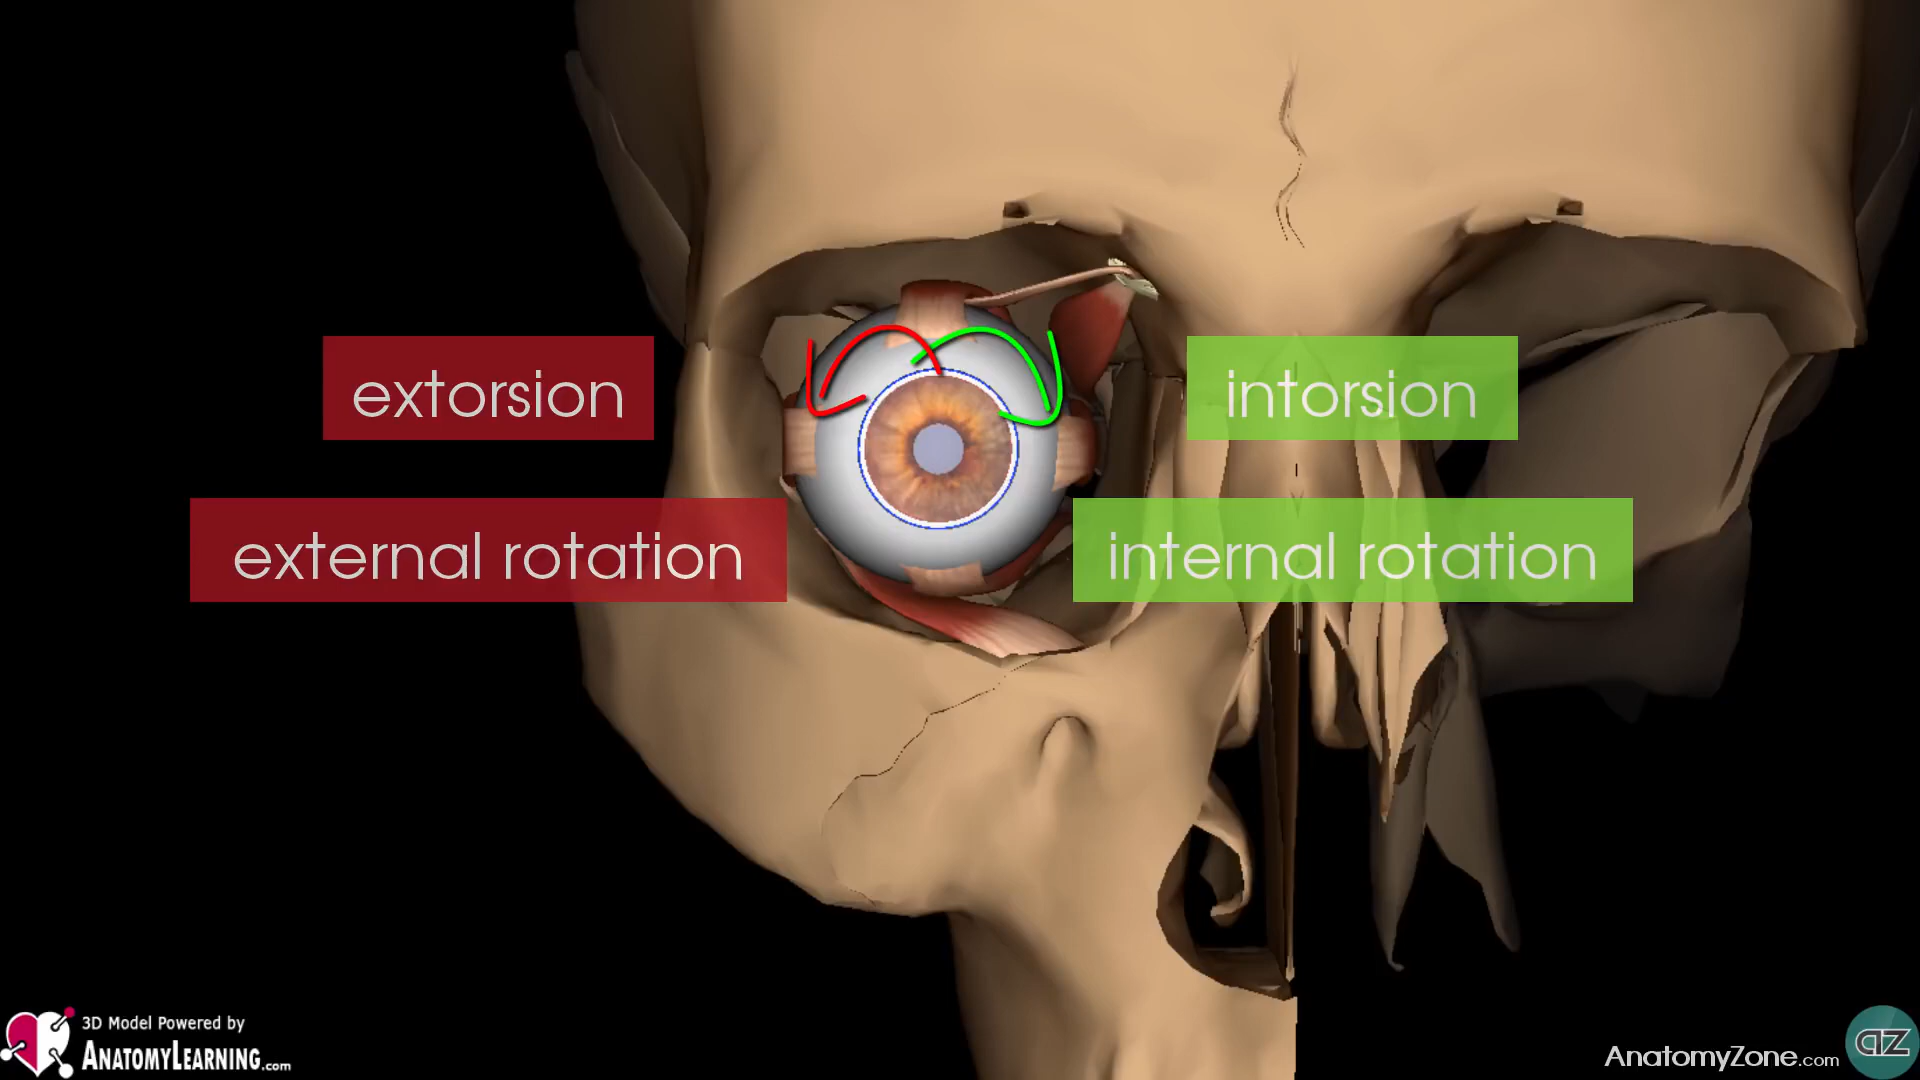 extorsion
intorsion
external rotation
internal rotation
3D Model Powered by
ANATOMYLEARNING.com
AnatomyZone.com
az